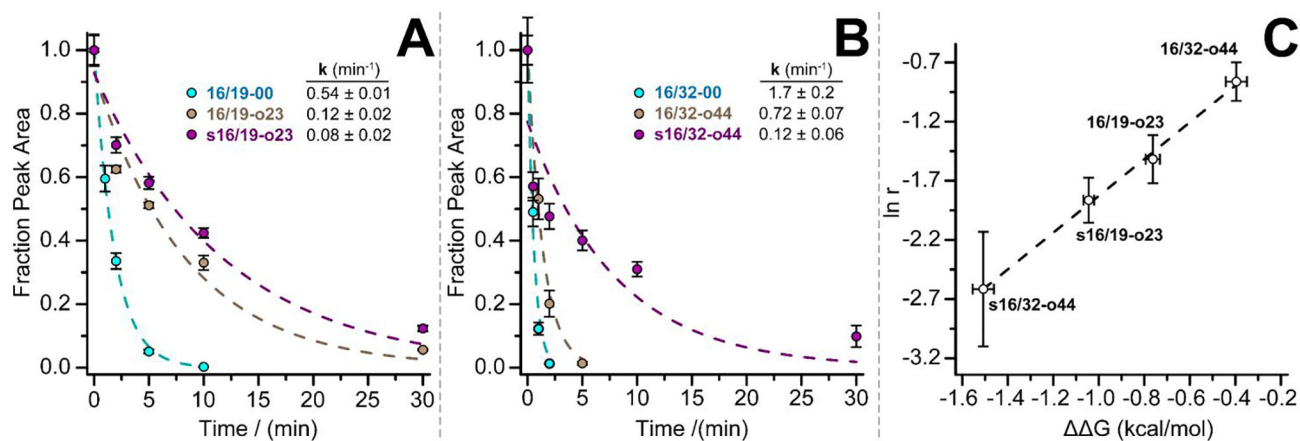 A
k (min⁻¹)
16/19-00 0.54 ± 0.01
16/19-o23 0.12 ± 0.02
s16/19-o23 0.08 ± 0.02
Fraction Peak Area
1.0
0.8
0.6
0.4
0.2
0.0
0 5 10 15 20 25 30
Time / (min)
B
k (min⁻¹)
16/32-00 1.7 ± 0.2
16/32-o44 0.72 ± 0.07
s16/32-o44 0.12 ± 0.06
Fraction Peak Area
1.0
0.8
0.6
0.4
0.2
0.0
0 5 10 15 20 25 30
Time / (min)
C
16/32-o44
16/19-o23
s16/19-o23
s16/32-o44
ln r
-0.7
-1.2
-1.7
-2.2
-2.7
-3.2
-1.6 -1.4 -1.2 -1.0 -0.8 -0.6 -0.4 -0.2
ΔΔG (kcal/mol)